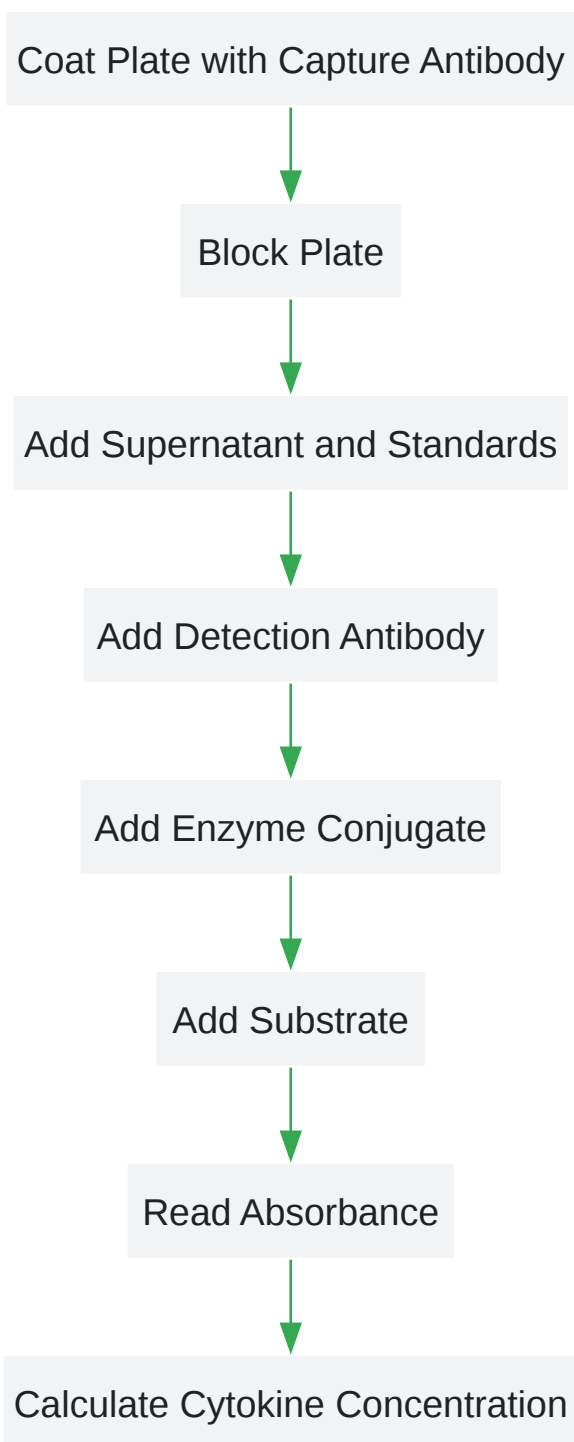 Coat Plate with Capture Antibody
Block Plate
Add Supernatant and Standards
Add Detection Antibody
Add Enzyme Conjugate
Add Substrate
Read Absorbance
Calculate Cytokine Concentration